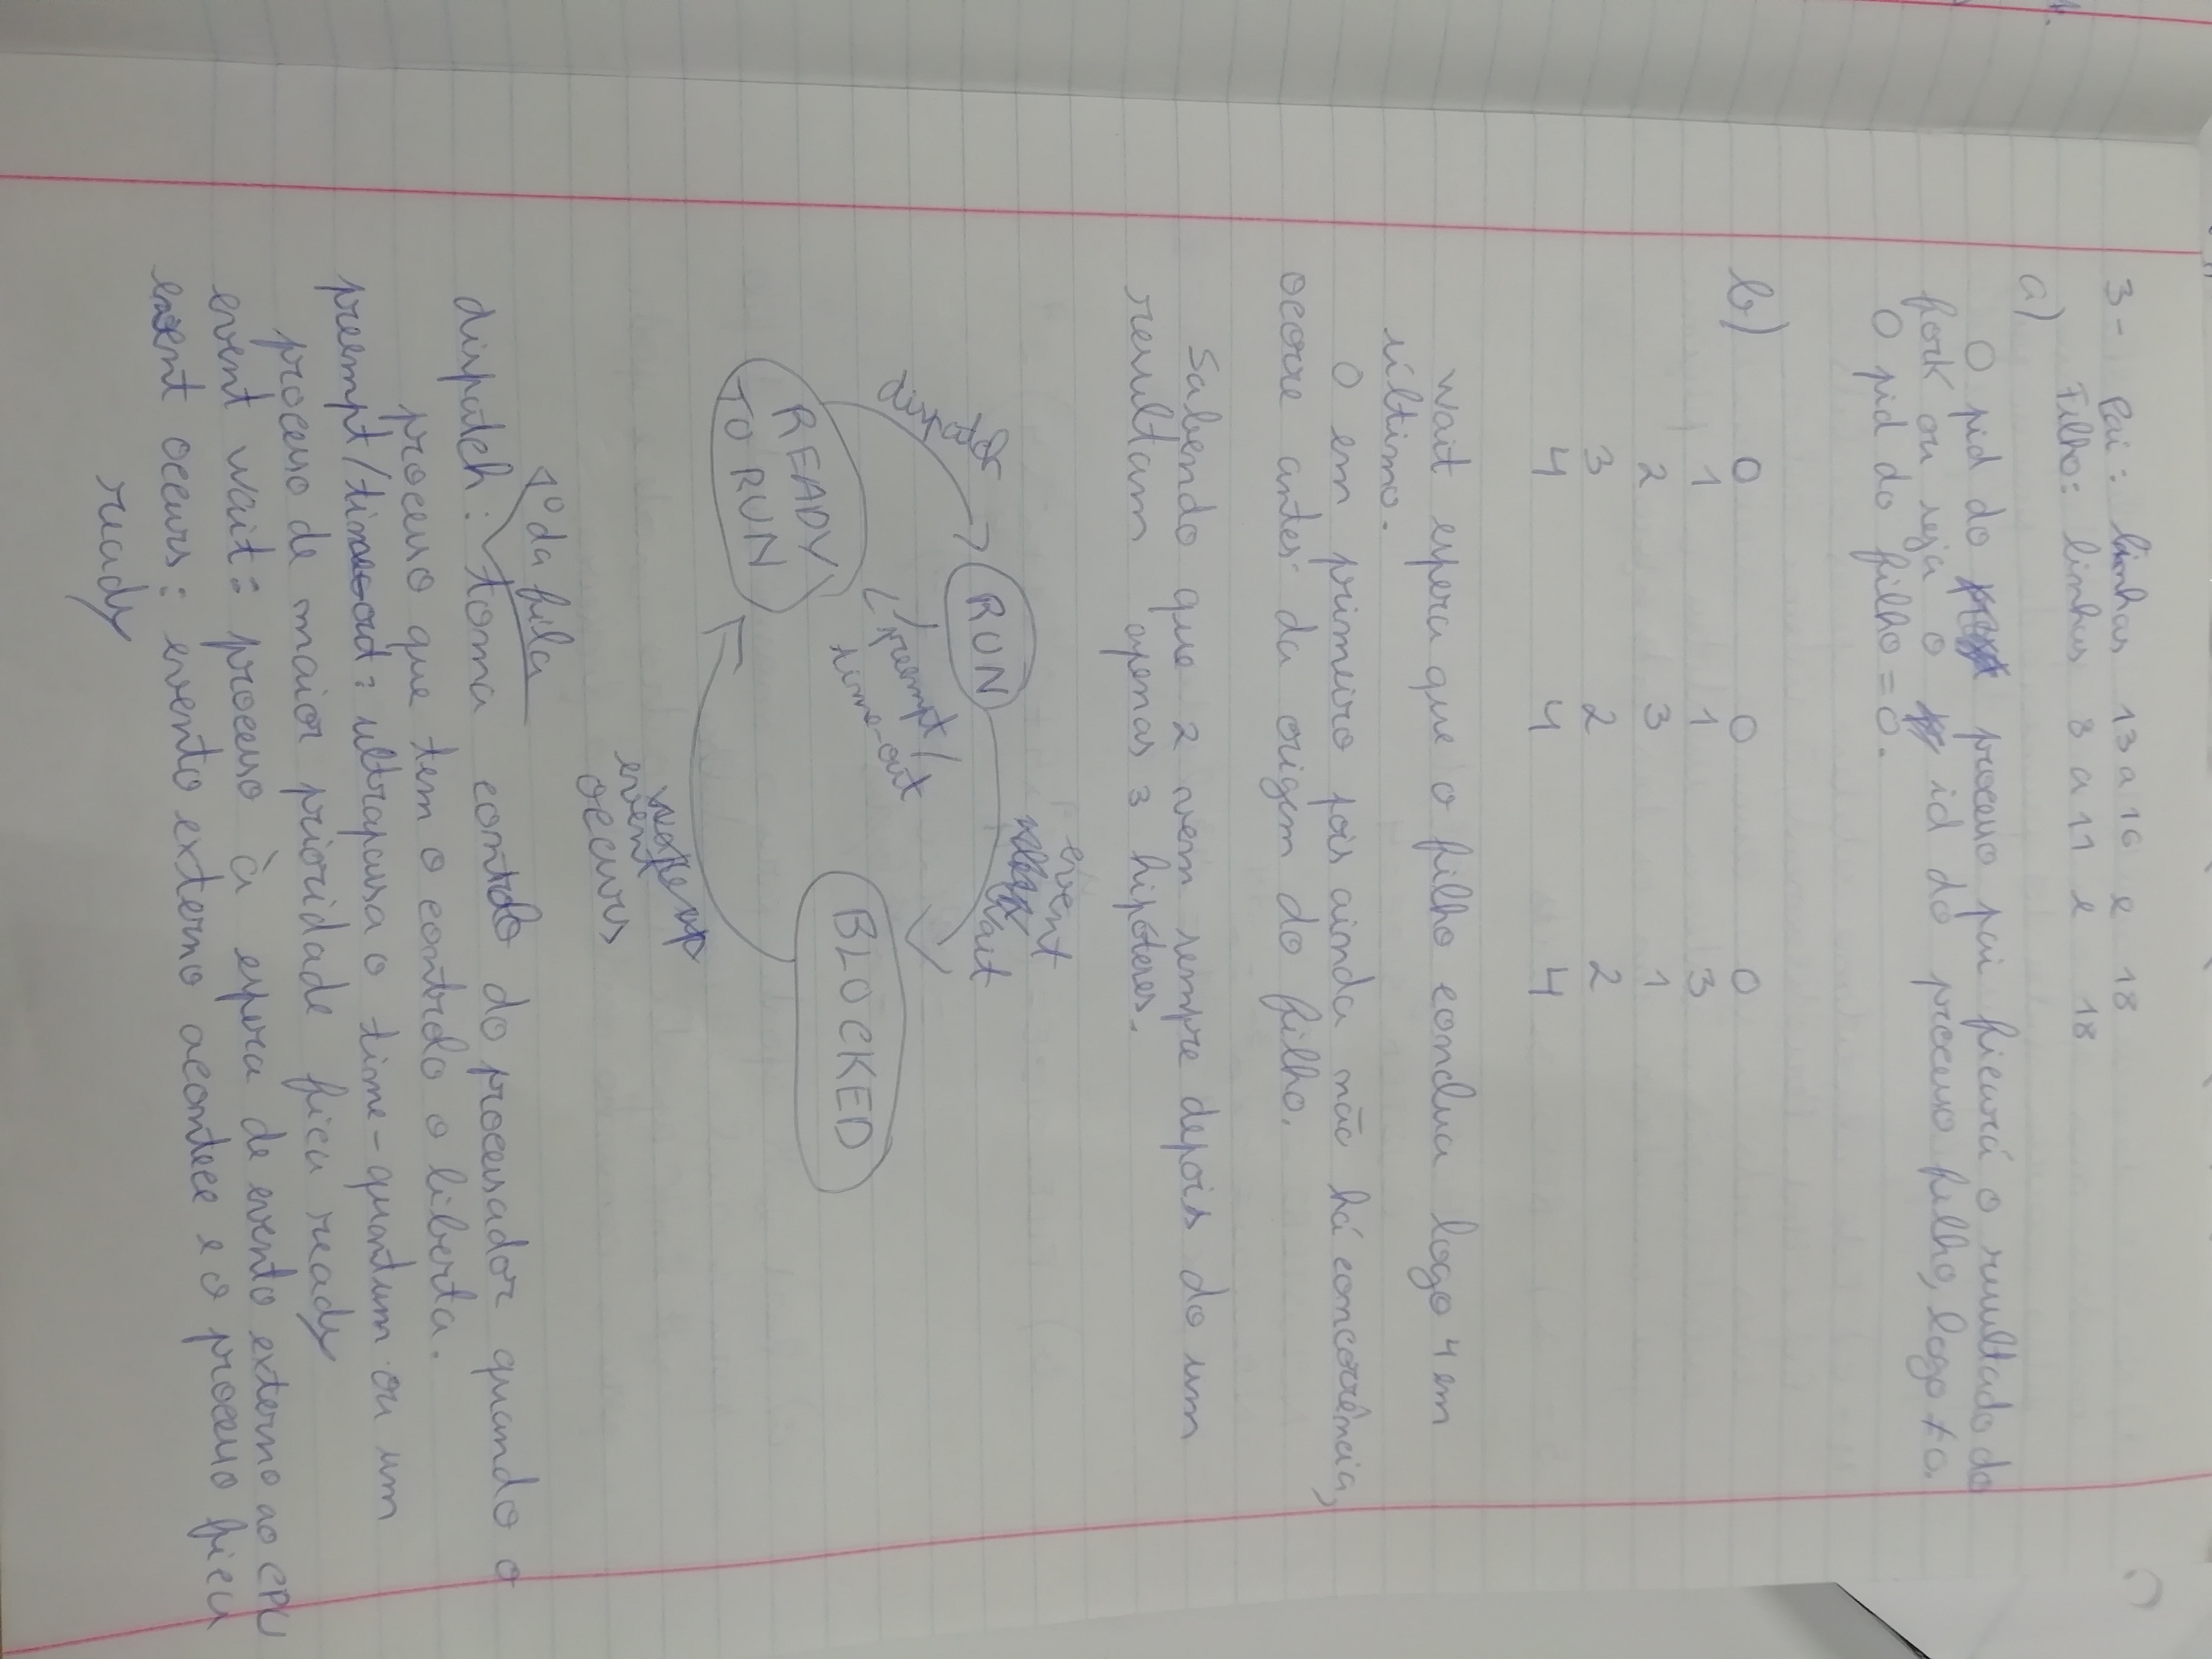 3- Pai: linhas 13 a 16 e 18
Filho: linhas 8 a 11 e 18
a)
O pid do processo pai ficará o resultado do
fork ou seja o id do processo filho, logo ≠0.
O pid do filho = 0.
b) 0 0 0
1 1 3
2 3 1
3 2 2
4 4 4
wait espera que o filho conclua logo 4 em
último.
O em primeiro pois ainda não há concorrência,
ocorre antes da origem do filho.
Sabendo que 2 vem sempre depois do um
resultam apenas 3 hipóteses.
event
wait
RUN
dispatch
preempt/
time-out
READY
TO RUN
BLOCKED
event
occurs
1º da fila
dispatch: toma controlo do processador quando o
processo que tem o controlo o liberta.
preempt/time-out: ultrapassa o time-quantum ou um
processo de maior prioridade fica ready
event wait: processo à espera de evento externo ao CPU
event occurs: evento externo acontece e o processo fica
ready